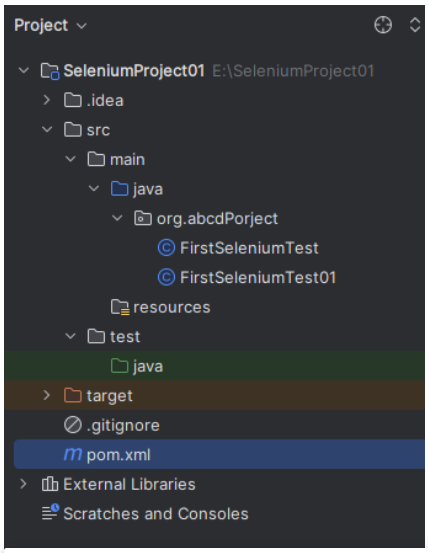 Project
SeleniumProject01 E:\SeleniumProject01
.idea
src
main
java
org.abcdPorject
FirstSeleniumTest
FirstSeleniumTest01
resources
test
java
target
.gitignore
pom.xml
External Libraries
Scratches and Consoles